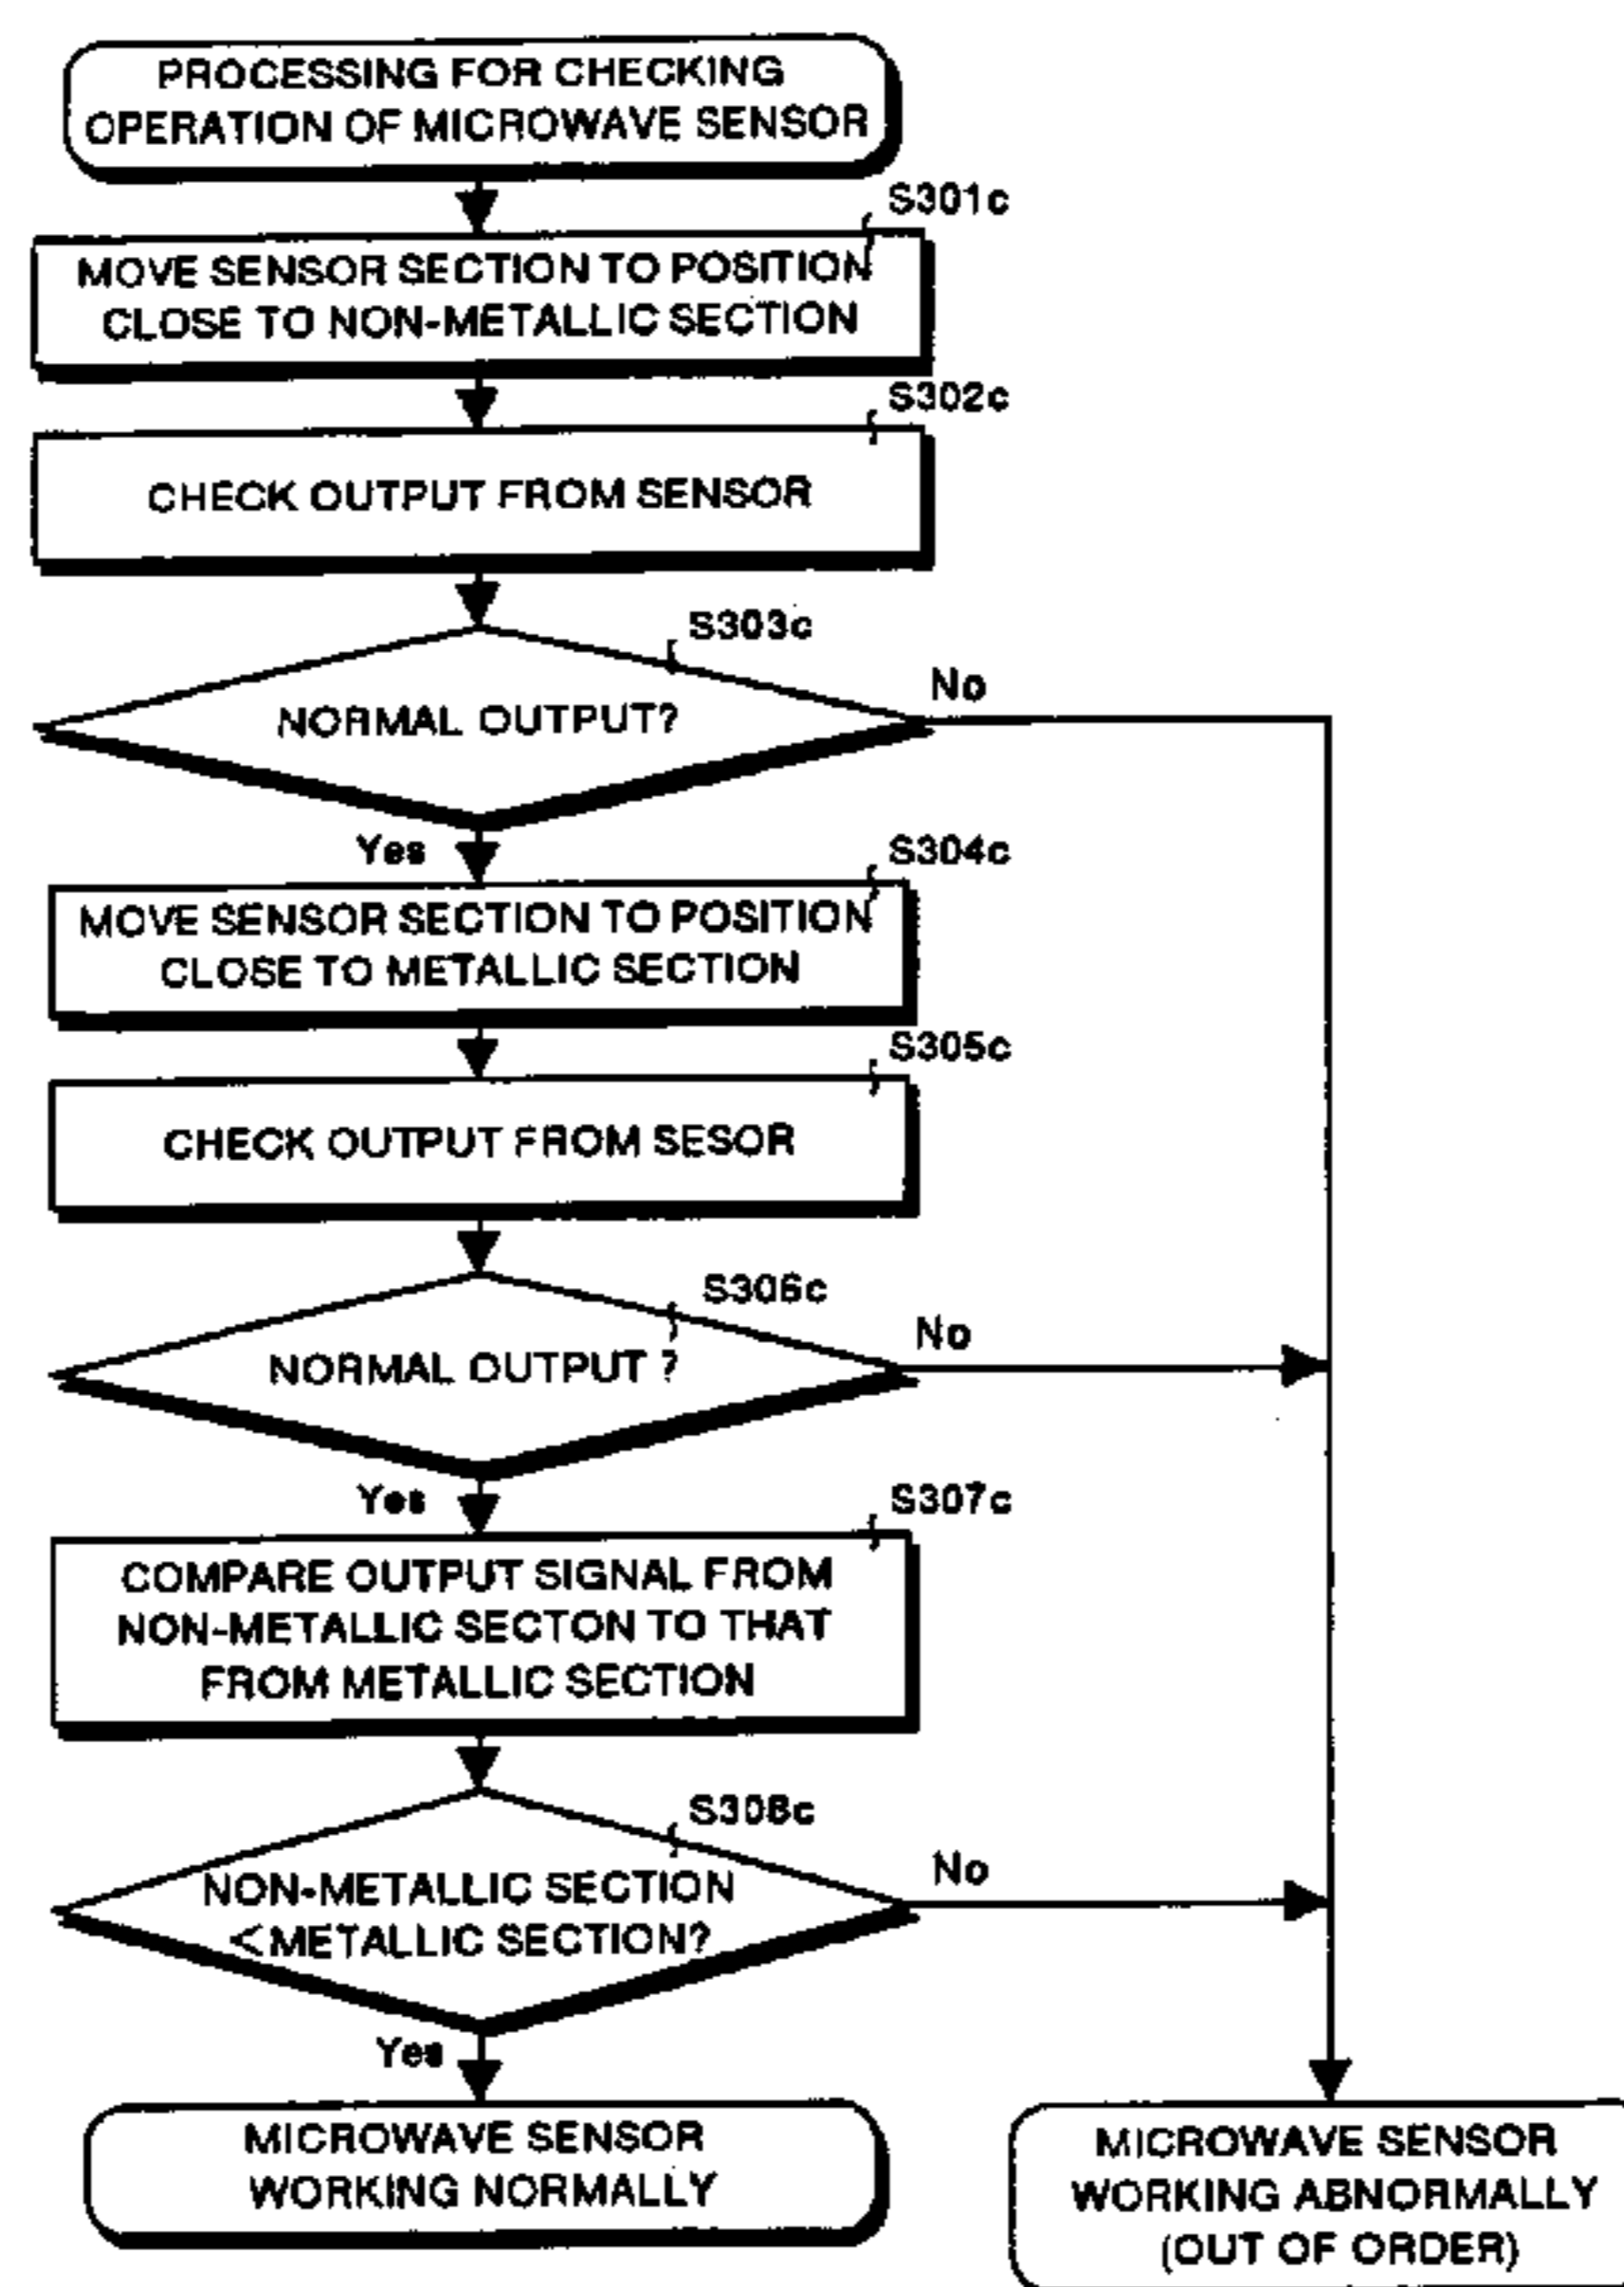 PROCESSING FOR CHECKING
OPERATION OF MICROWAVE SENSOR
S301c
MOVE SENSOR SECTION TO POSITION
CLOSE TO NON-METALLIC SECTION
S302c
CHECK OUTPUT FROM SENSOR
S303c
NORMAL OUTPUT?
No
Yes
S304c
MOVE SENSOR SECTION TO POSITION
CLOSE TO METALLIC SECTION
S305c
CHECK OUTPUT FROM SESOR
S306c
NORMAL OUTPUT ?
No
Yes
S307c
COMPARE OUTPUT SIGNAL FROM
NON-METALLIC SECTON TO THAT
FROM METALLIC SECTION
S308c
NON-METALLIC SECTION
<METALLIC SECTION?
No
Yes
MICROWAVE SENSOR
WORKING NORMALLY
MICROWAVE SENSOR
WORKING ABNORMALLY
(OUT OF ORDER)